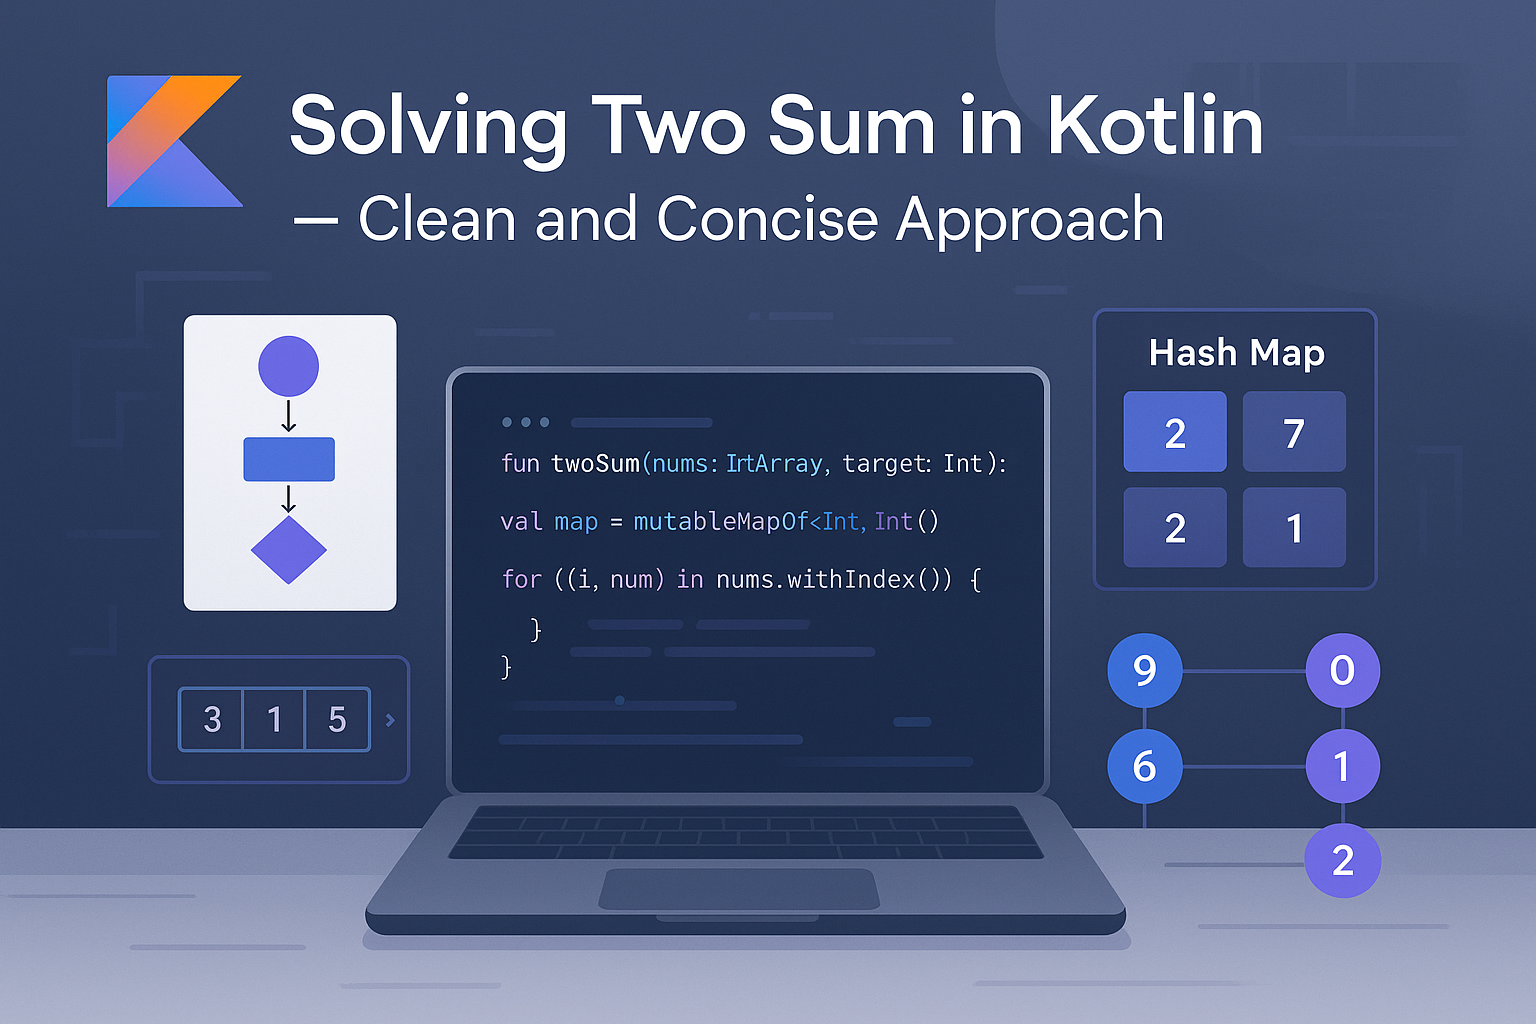 Solving Two Sum in Kotlin
— Clean and Concise Approach
Hash Map
2 7
2 1
fun twoSum(nums: IrtArray, target: Int):
val map = mutableMapOf<Int, Int()
for ((i, num) in nums.withIndex()) {
}
}
3 1 5 ›
9 0
6 1
2